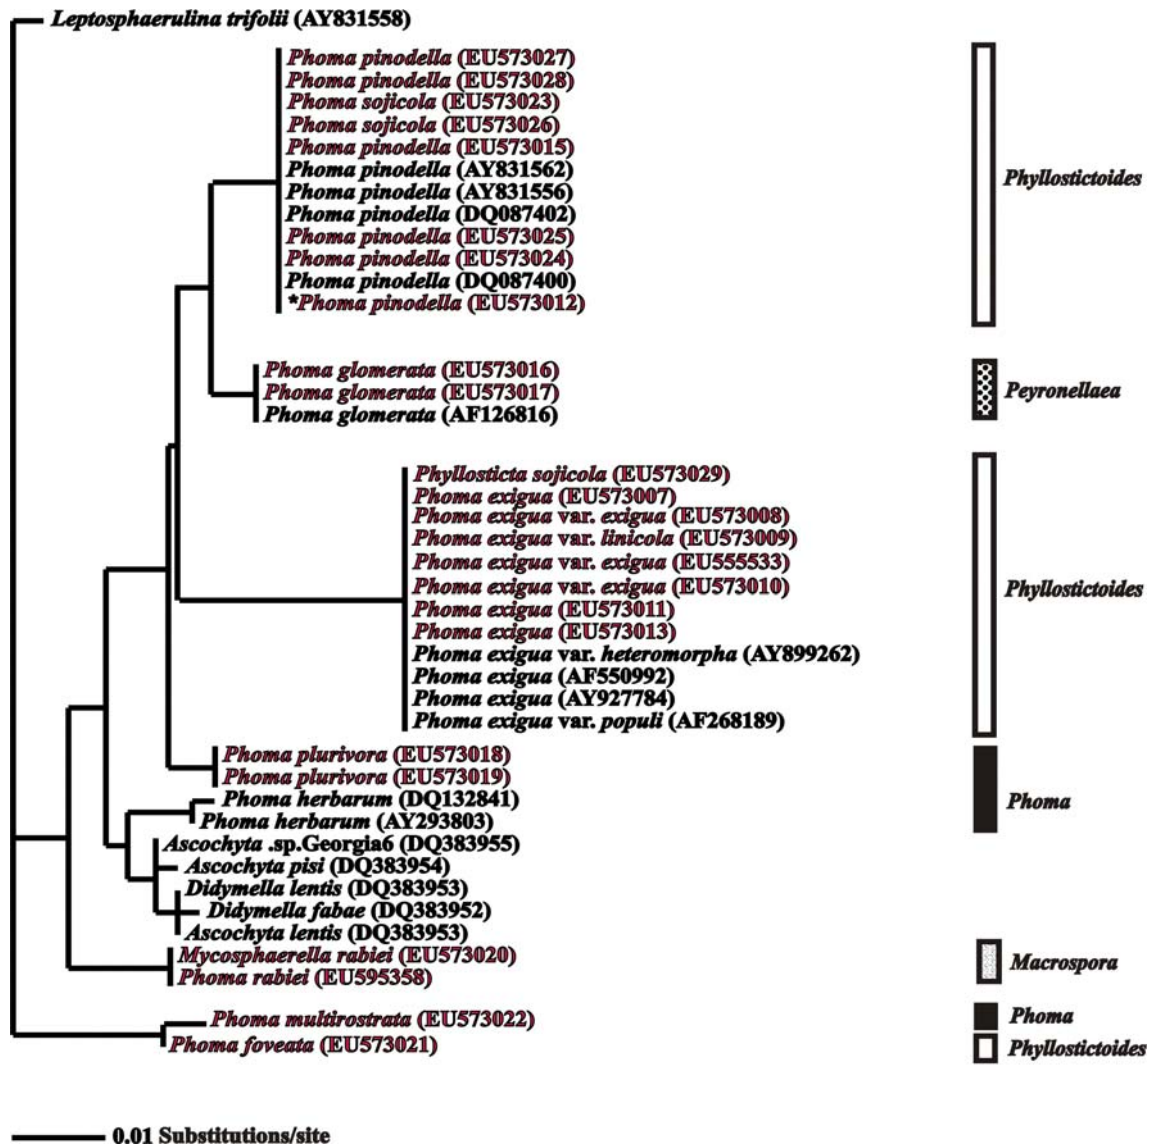 Leptosphaerulina trifolii (AY831558)
Phoma pinodella (EU573027)
Phoma pinodella (EU573028)
Phoma sojicola (EU573023)
Phoma sojicola (EU573026)
Phoma pinodella (EU573015)
Phoma pinodella (AY831562)
Phoma pinodella (AY831556)
Phoma pinodella (DQ087402)
Phoma pinodella (EU573025)
Phoma pinodella (EU573024)
Phoma pinodella (DQ087400)
*Phoma pinodella (EU573012)
Phyllostictoides
Phoma glomerata (EU573016)
Phoma glomerata (EU573017)
Phoma glomerata (AF126816)
Peyronellaea
Phyllosticta sojicola (EU573029)
Phoma exigua (EU573007)
Phoma exigua var. exigua (EU573008)
Phoma exigua var. linicola (EU573009)
Phoma exigua var. exigua (EU555533)
Phoma exigua var. exigua (EU573010)
Phoma exigua (EU573011)
Phoma exigua (EU573013)
Phoma exigua var. heteromorpha (AY899262)
Phoma exigua (AF550992)
Phoma exigua (AY927784)
Phoma exigua var. populi (AF268189)
Phyllostictoides
Phoma plurivora (EU573018)
Phoma plurivora (EU573019)
Phoma herbarum (DQ132841)
Phoma herbarum (AY293803)
Phoma
Ascochyta .sp.Georgia6 (DQ383955)
Ascochyta pisi (DQ383954)
Didymella lentis (DQ383953)
Didymella fabae (DQ383952)
Ascochyta lentis (DQ383953)
Mycosphaerella rabiei (EU573020)
Phoma rabiei (EU595358)
Macrospora
Phoma multirostrata (EU573022)
Phoma
Phoma foveata (EU573021)
Phyllostictoides
0.01 Substitutions/site